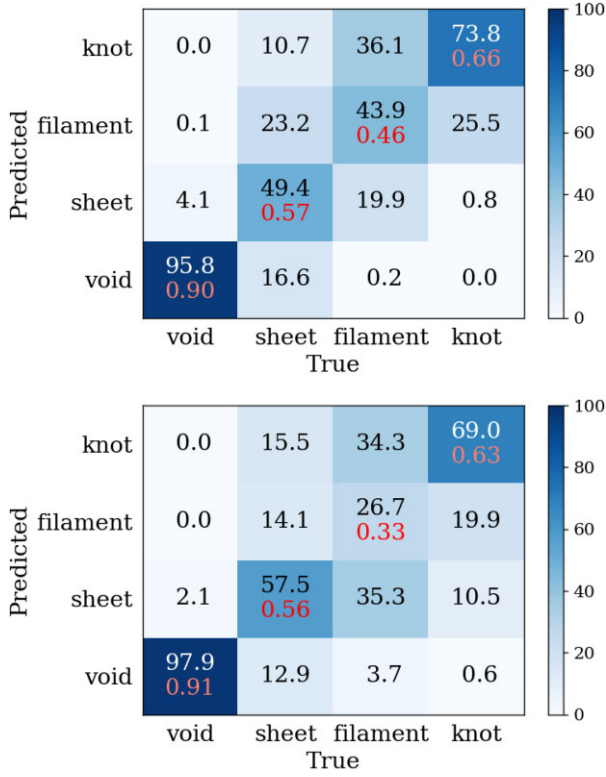 100
knot 0.0 10.7 36.1 73.8
0.66
80
filament 0.1 23.2 43.9 25.5
0.46
60
Predicted
40
sheet 4.1 49.4 19.9 0.8
0.57
20
void 95.8 16.6 0.2 0.0
0.90
0
void sheet filament knot
True
100
knot 0.0 15.5 34.3 69.0
0.63
80
filament 0.0 14.1 26.7 19.9
0.33
60
Predicted
40
sheet 2.1 57.5 35.3 10.5
0.56
20
void 97.9 12.9 3.7 0.6
0.91
0
void sheet filament knot
True